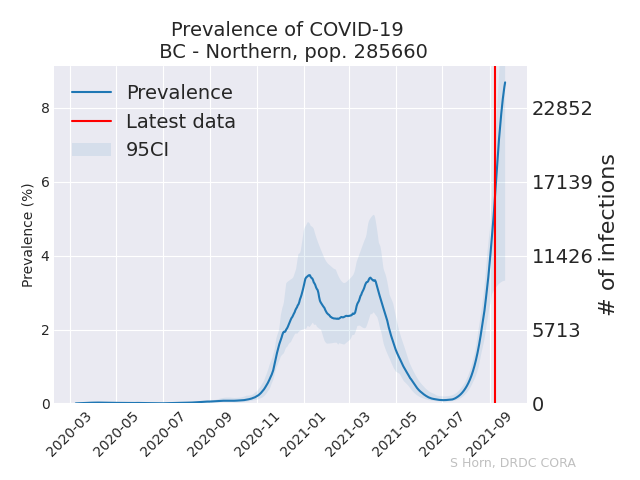 Prevalence of COVID-19
BC - Northern, pop. 285660
Prevalence
Latest data
95CI
Prevalence (%)
8
6
4
2
0
22852
17139
11426
5713
0
# of infections
2020-03
2020-05
2020-07
2020-09
2020-11
2021-01
2021-03
2021-05
2021-07
2021-09
S Horn, DRDC CORA